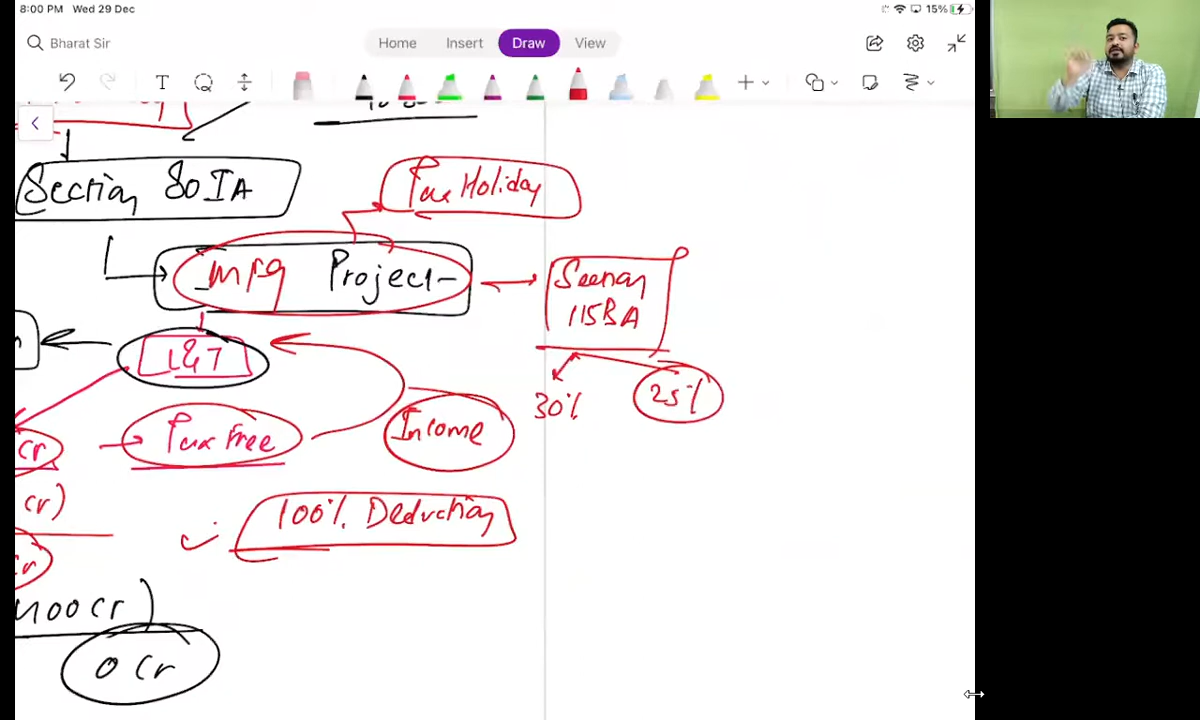 8:00 PM Wed 29 Dec
15%
Bharat Sir
Home Insert Draw View
T
Section 80IA
Tax Holiday
mfg Project
Section
115BA
L&T
30%
25%
cr
Tax Free
Income
cr)
100% Deduction
400 cr)
0 Cr